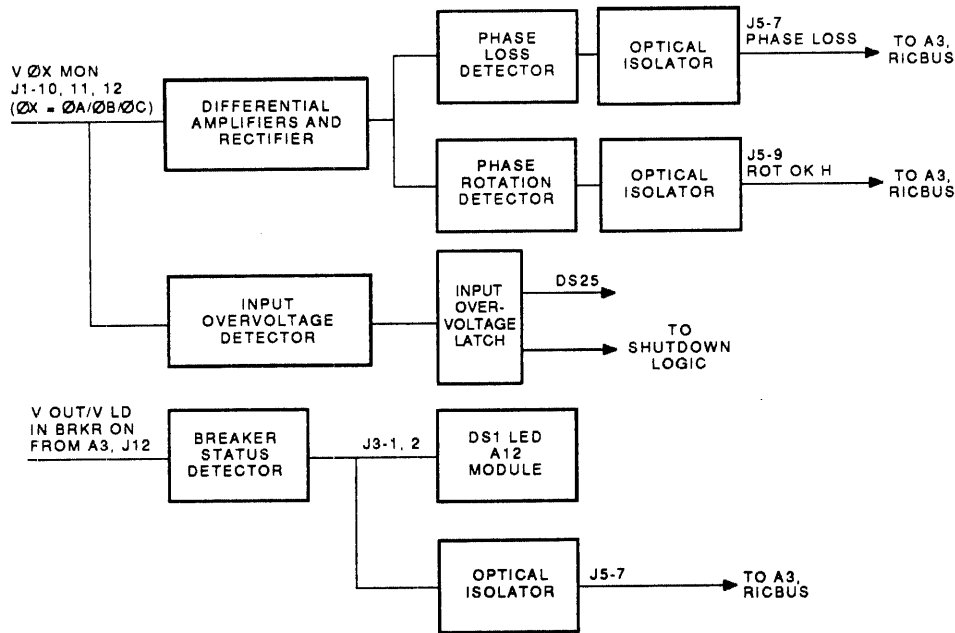 V ØX MON
J1-10, 11, 12
(ØX = ØA/ØB/ØC)
DIFFERENTIAL
AMPLIFIERS AND
RECTIFIER
PHASE
LOSS
DETECTOR
OPTICAL
ISOLATOR
J5-7
PHASE LOSS
TO A3,
RICBUS
PHASE
ROTATION
DETECTOR
OPTICAL
ISOLATOR
J5-9
ROT OK H
TO A3,
RICBUS
INPUT
OVERVOLTAGE
DETECTOR
INPUT
OVER-
VOLTAGE
LATCH
DS25
TO
SHUTDOWN
LOGIC
V OUT/V LD
IN BRKR ON
FROM A3, J12
BREAKER
STATUS
DETECTOR
J3-1, 2
DS1 LED
A12
MODULE
OPTICAL
ISOLATOR
J5-7
TO A3,
RICBUS